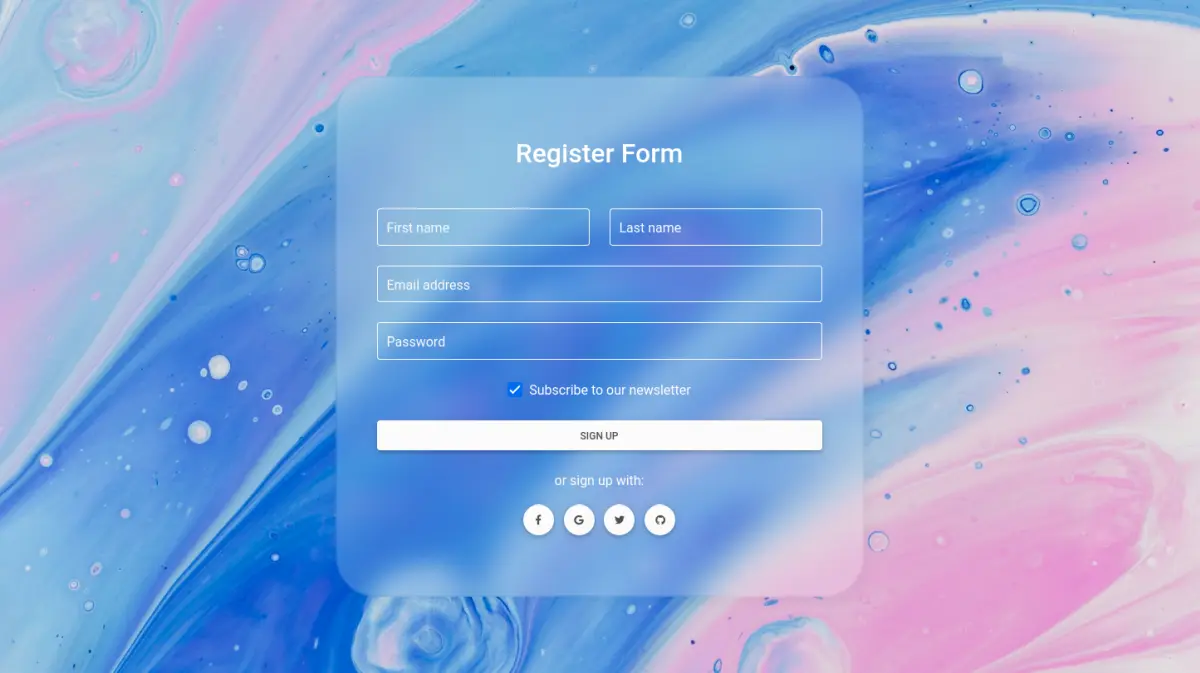 Register Form
First name
Last name
Email address
Password
Subscribe to our newsletter
SIGN UP
or sign up with: